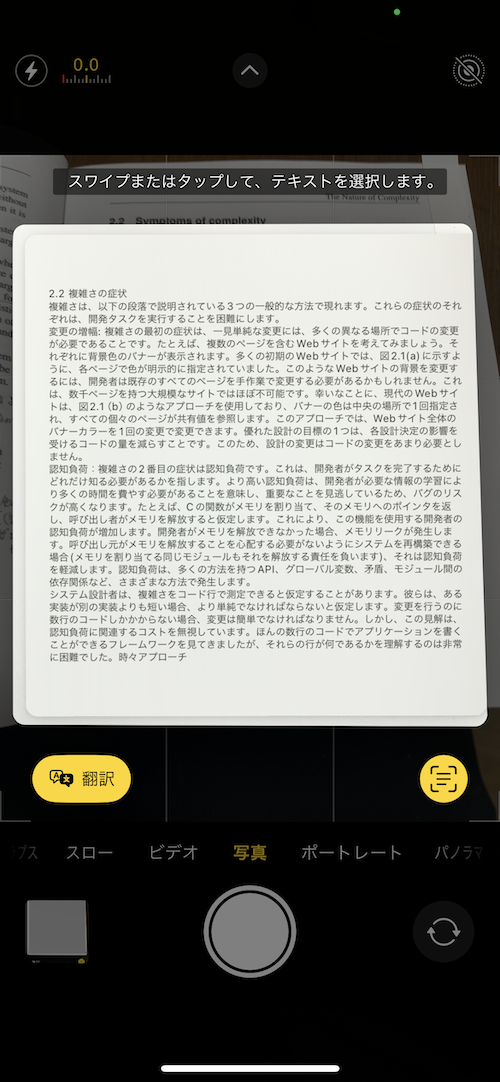 0.0
スワイプまたはタップして、テキストを選択します。
The Nature of Complexity
2.2 Symptoms of complexity
2.2 複雑さの症状
複雑さは、以下の段落で説明されている3つの一般的な方法で現れます。これらの症状のそれ
ぞれは、開発タスクを実行することを困難にします。
変更の増幅: 複雑さの最初の症状は、一見単純な変更には、多くの異なる場所でコードの変更
が必要であることです。たとえば、複数のページを含むWebサイトを考えてみましょう。そ
れぞれに背景色のバナーが表示されます。多くの初期のWebサイトでは、図2.1(a)に示すよ
うに、各ページで色が明示的に指定されていました。このようなWebサイトの背景を変更す
るには、開発者は既存のすべてのページを手作業で変更する必要があるかもしれません。これ
は、数千ページを持つ大規模なサイトではほぼ不可能です。幸いなことに、現代のWebサイ
トは、図2.1 (b) のようなアプローチを使用しており、バナーの色は中央の場所で1回指定さ
れ、すべての個々のページが共有値を参照します。このアプローチでは、Webサイト全体の
バナーカラーを1回の変更で変更できます。優れた設計の目標の1つは、各設計決定の影響を
受けるコードの量を減らすことです。このため、設計の変更はコードの変更をあまり必要とし
ません。
認知負荷：複雑さの2番目の症状は認知負荷です。これは、開発者がタスクを完了するために
どれだけ知る必要があるかを指します。より高い認知負荷は、開発者が必要な情報の学習によ
り多くの時間を費やす必要があることを意味し、重要なことを見逃しているため、バグのリス
クが高くなります。たとえば、Cの関数がメモリを割り当て、そのメモリへのポインタを返
し、呼び出し者がメモリを解放すると仮定します。これにより、この機能を使用する開発者の
認知負荷が増加します。開発者がメモリを解放できなかった場合、メモリリークが発生しま
す。呼び出し元がメモリを解放することを心配する必要がないようにシステムを再構築できる
場合(メモリを割り当てる同じモジュールもそれを解放する責任を負います)、それは認知負荷
を軽減します。認知負荷は、多くの方法を持つAPI、グローバル変数、矛盾、モジュール間の
依存関係など、さまざまな方法で発生します。
システム設計者は、複雑さをコード行で測定できると仮定することがあります。彼らは、ある
実装が別の実装よりも短い場合、より単純でなければならないと仮定します。変更を行うのに
数行のコードしかかからない場合、変更は簡単でなければなりません。しかし、この見解は、
認知負荷に関連するコストを無視しています。ほんの数行のコードでアプリケーションを書く
ことができるフレームワークを見てきましたが、それらの行が何であるかを理解するのは非常
に困難でした。時々アプローチ
翻訳
スロー
ビデオ
写真
ポートレート
パノラマ